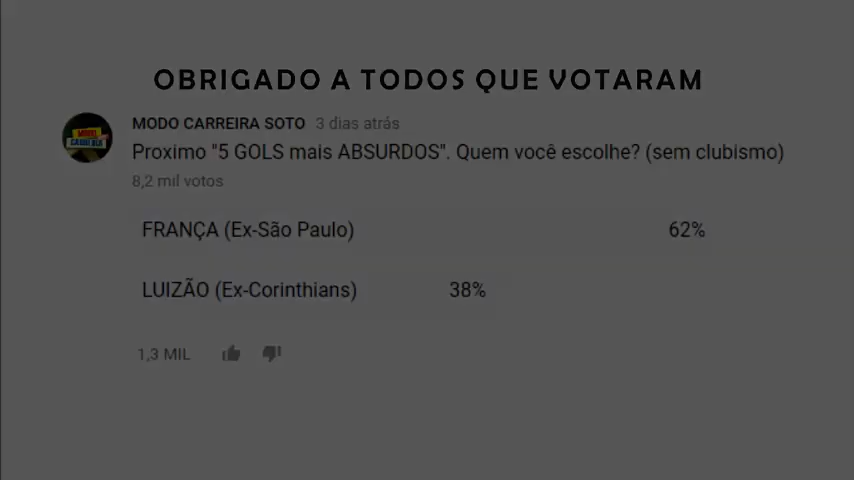 OBRIGADO A TODOS QUE VOTARAM
MODO CARREIRA SOTO 3 dias atrás
Proximo "5 GOLS mais ABSURDOS". Quem você escolhe? (sem clubismo)
8,2 mil votos
FRANÇA (Ex-São Paulo) 62%
LUIZÃO (Ex-Corinthians) 38%
1,3 MIL